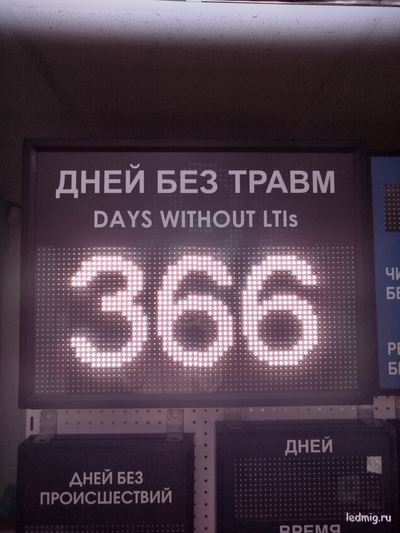 ДНЕЙ БЕЗ ТРАВМ
DAYS WITHOUT LTIs
366
ДНЕЙ БЕЗ
ПРОИСШЕСТВИЙ
ДНЕЙ
ВРЕМЯ
ledmig.ru